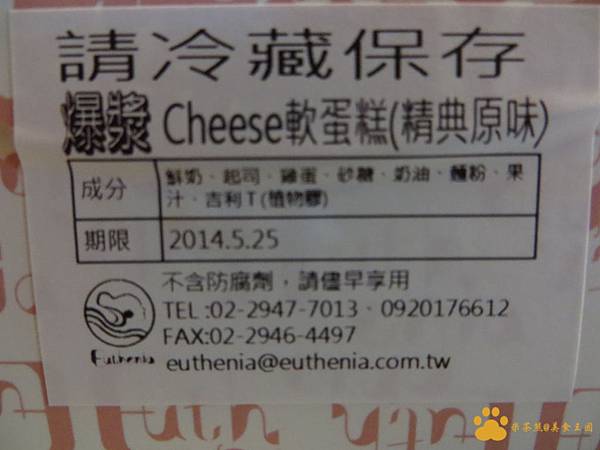 請冷藏保存
爆漿 Cheese軟蛋糕(精典原味)
成分
鮮奶、起司、雞蛋、砂糖、奶油、麵粉、果
汁、吉利T(植物膠)
期限
2014.5.25
不含防腐劑，請儘早享用
TEL:02-2947-7013、0920176612
FAX:02-2946-4497
Euthenia
euthenia@euthenia.com.tw